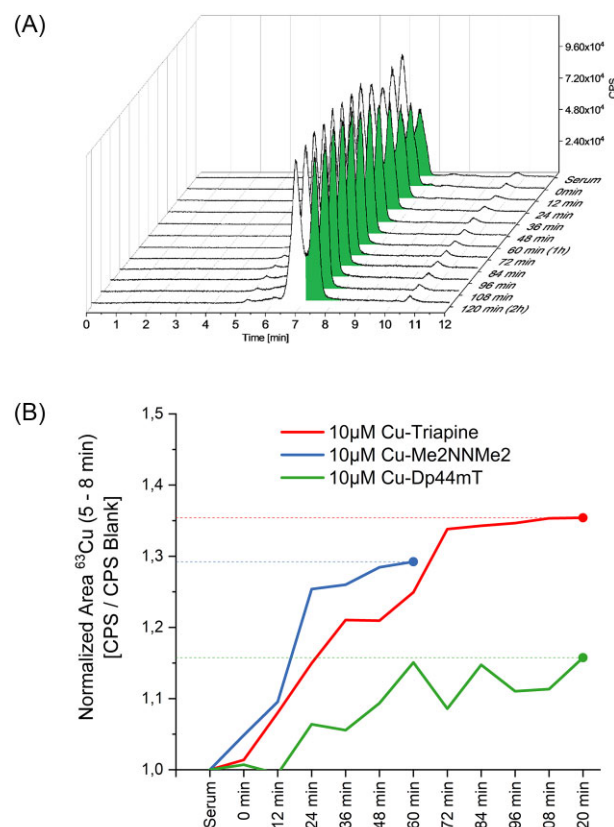 (A)
9.60x10⁴
7.20x10⁴
4.80x10⁴
2.40x10⁴
CPS
Serum
0min
12 min
24 min
36 min
48 min
60 min (1h)
72 min
84 min
96 min
108 min
120 min (2h)
0 1 2 3 4 5 6 7 8 9 10 11 12
Time [min]
(B)
Normalized Area ⁶³Cu (5 - 8 min)
[CPS / CPS Blank]
1,5
1,4
1,3
1,2
1,1
1,0
10µM Cu-Triapine
10µM Cu-Me2NNMe2
10µM Cu-Dp44mT
Serum
0 min
12 min
24 min
36 min
48 min
60 min
72 min
84 min
96 min
08 min
20 min